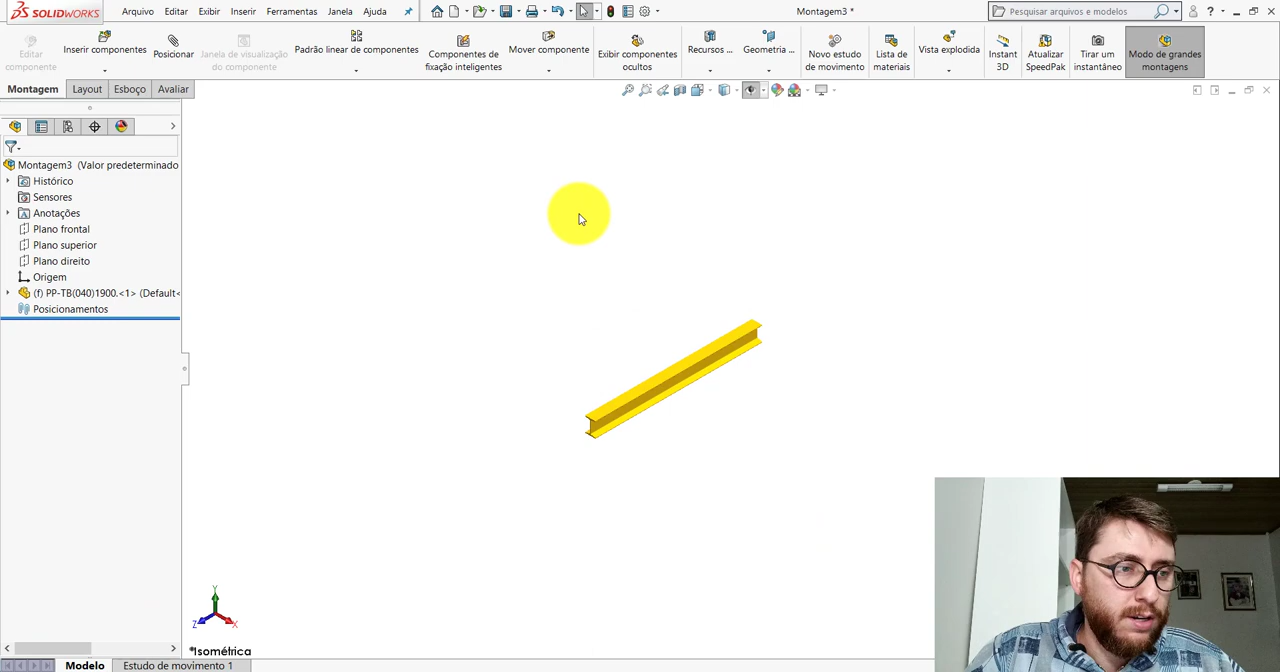 SOLIDWORKS Arquivo Editar Exibir Inserir Ferramentas Janela Ajuda Montagem3 * Pesquisar arquivos e modelos ?
Editar componente
Inserir componentes
Posicionar
Janela de visualização do componente
Padrão linear de componentes
Componentes de fixação inteligentes
Mover componente
Exibir componentes ocultos
Recursos ...
Geometria ...
Novo estudo de movimento
Lista de materiais
Vista explodida
Instant 3D
Atualizar SpeedPak
Tirar um instantâneo
Modo de grandes montagens
Montagem Layout Esboço Avaliar
Montagem3 (Valor predeterminado
Histórico
Sensores
Anotações
Plano frontal
Plano superior
Plano direito
Origem
(f) PP-TB(040)1900.<1> (Default<
Posicionamentos
Y
Z X
*Isométrica
Modelo Estudo de movimento 1